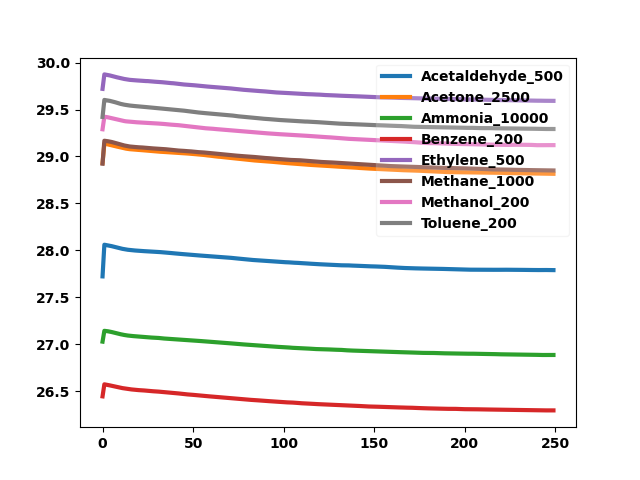 30.0
29.5
29.0
28.5
28.0
27.5
27.0
26.5
0 50 100 150 200 250
Acetaldehyde_500
Acetone_2500
Ammonia_10000
Benzene_200
Ethylene_500
Methane_1000
Methanol_200
Toluene_200